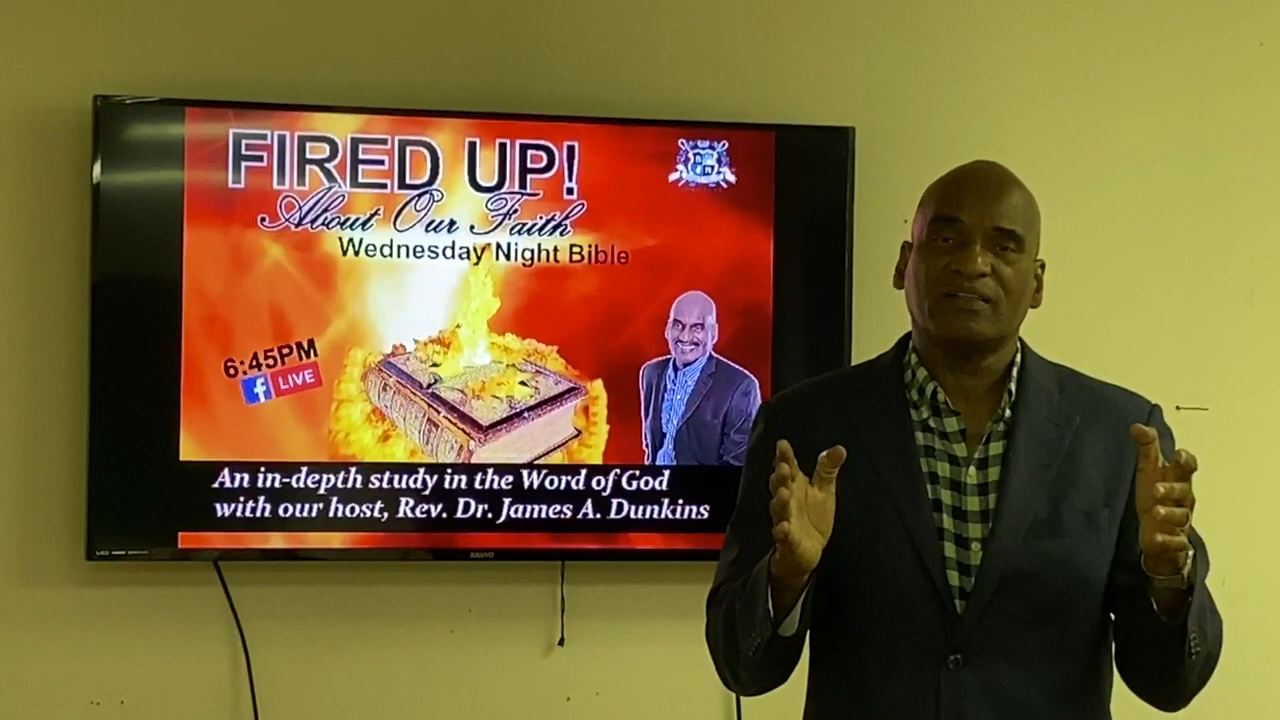 FIRED UP!
About Our Faith
Wednesday Night Bible
6:45PM
f LIVE
An in-depth study in the Word of God
with our host, Rev. Dr. James A. Dunkins
SANYO